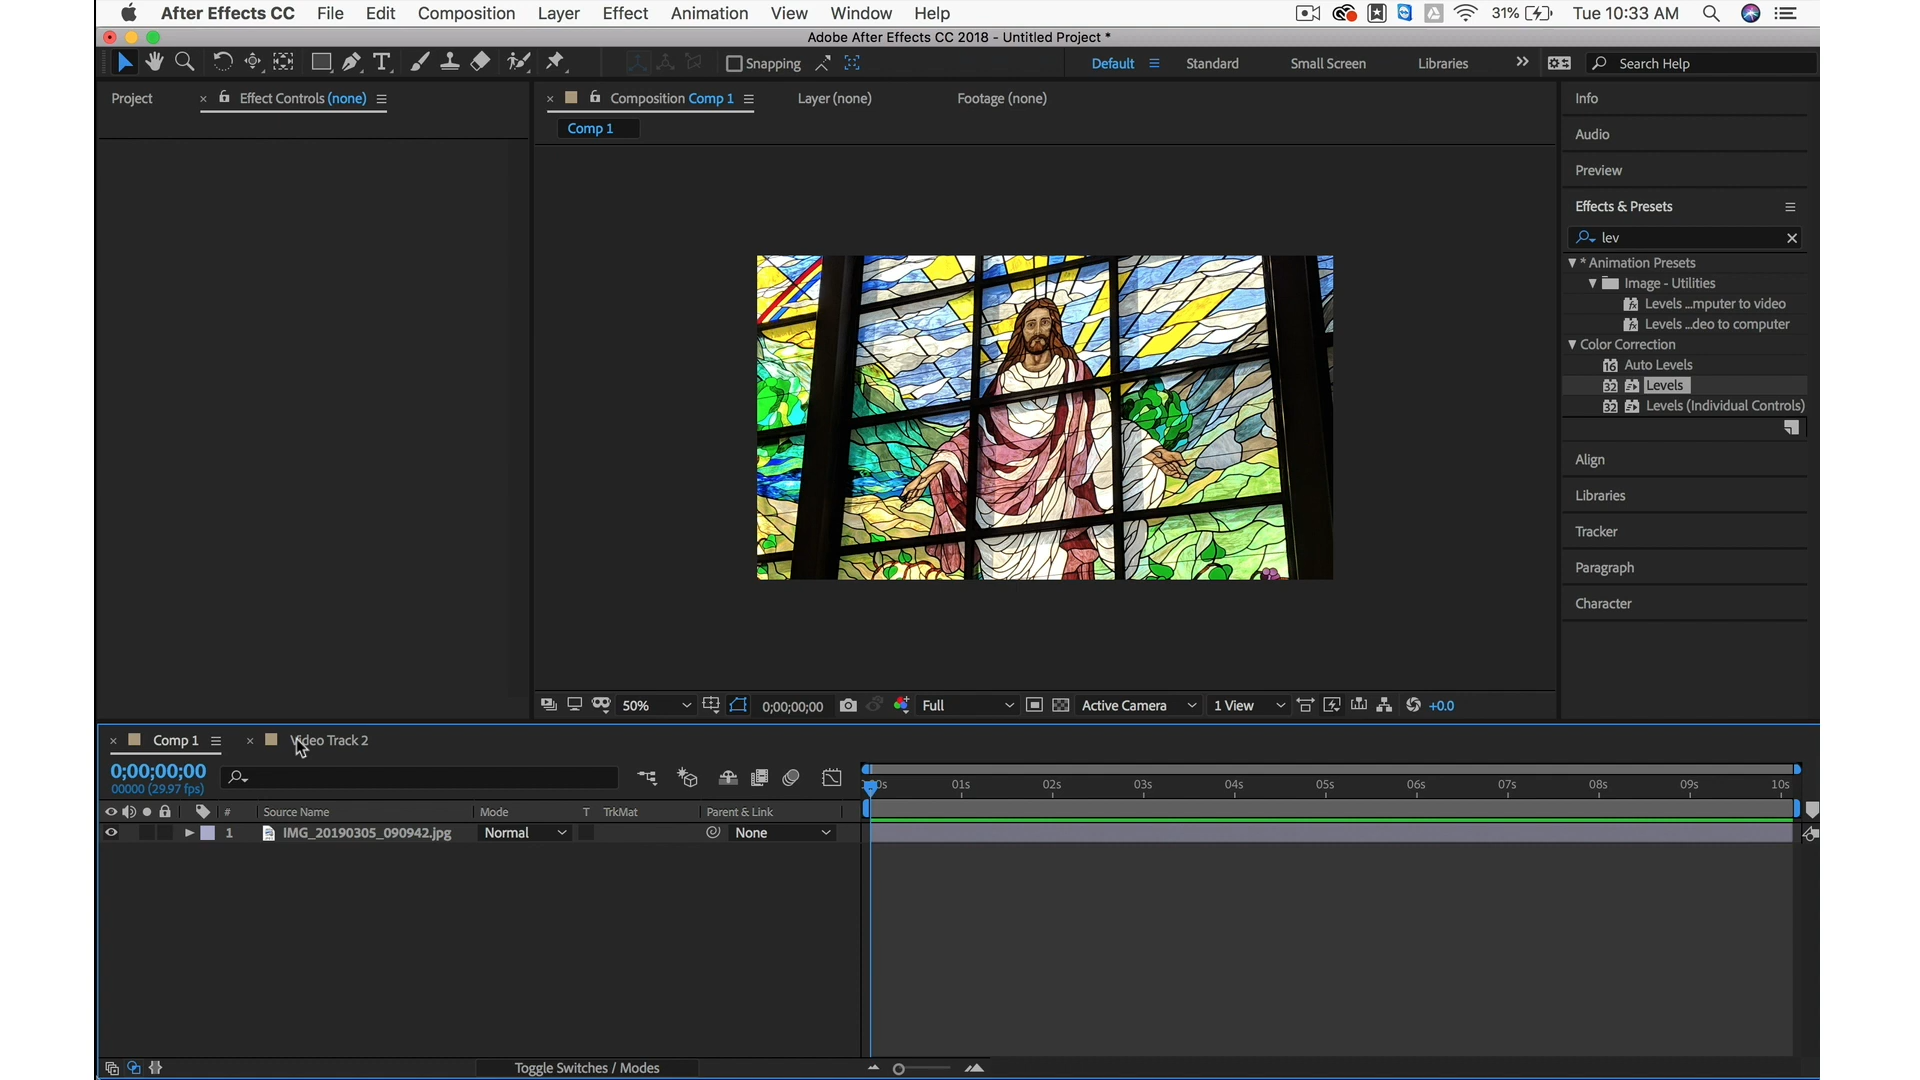 After Effects CC File Edit Composition Layer Effect Animation View Window Help 31% Tue 10:33 AM
Adobe After Effects CC 2018 - Untitled Project *
Snapping Default Standard Small Screen Libraries Search Help
Project Effect Controls (none) Composition Comp 1 Layer (none) Footage (none)
Comp 1
Info
Audio
Preview
Effects & Presets
lev
* Animation Presets
Image - Utilities
Levels ...mputer to video
Levels ...deo to computer
Color Correction
16 Auto Levels
32 Levels
32 Levels (Individual Controls)
Align
Libraries
Tracker
Paragraph
Character
50% 0;00;00;00 Full Active Camera 1 View +0.0
Comp 1 Video Track 2
0;00;00;00
00000 (29.97 fps)
01s 02s 03s 04s 05s 06s 07s 08s 09s 10s
# Source Name Mode T TrkMat Parent & Link
1 IMG_20190305_090942.jpg Normal None
Toggle Switches / Modes